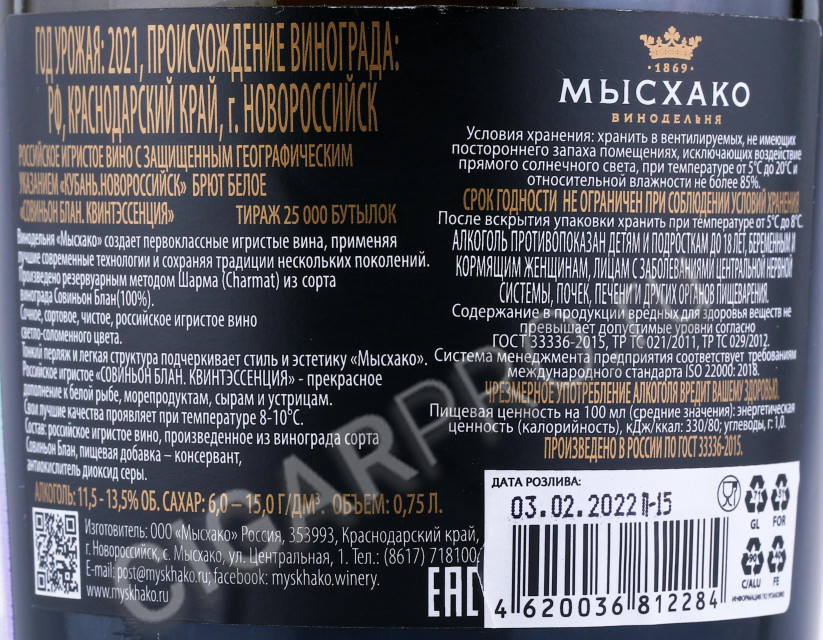 ГОД УРОЖАЯ: 2021, ПРОИСХОЖДЕНИЕ ВИНОГРАДА:
РФ, КРАСНОДАРСКИЙ КРАЙ, г. НОВОРОССИЙСК
РОССИЙСКОЕ ИГРИСТОЕ ВИНО С ЗАЩИЩЕННЫМ ГЕОГРАФИЧЕСКИМ
УКАЗАНИЕМ «КУБАНЬ.НОВОРОССИЙСК» БРЮТ БЕЛОЕ
«СОВИНЬОН БЛАН. КВИНТЭССЕНЦИЯ» ТИРАЖ 25 000 БУТЫЛОК
Винодельня «Мысхако» создает первоклассные игристые вина, применяя
лучшие современные технологии и сохраняя традиции нескольких поколений.
Произведено резервуарным методом Шарма (Charmat) из сорта
винограда Совиньон Блан(100%).
Сочное, сортовое, чистое, российское игристое вино
светло-соломенного цвета.
Тонкий перляж и легкая структура подчеркивает стиль и эстетику «Мысхако».
Российское игристое «СОВИНЬОН БЛАН. КВИНТЭССЕНЦИЯ» - прекрасное
дополнение к белой рыбе, морепродуктам, сырам и устрицам.
Свои лучшие качества проявляет при температуре 8-10°С.
Состав: российское игристое вино, произведенное из винограда сорта
Совиньон Блан, пищевая добавка – консервант,
антиокислитель диоксид серы.
АЛКОГОЛЬ: 11,5 - 13,5% ОБ. САХАР: 6,0 – 15,0 Г/ДМ³. ОБЪЕМ: 0,75 Л.
Изготовитель: ООО «Мысхако» Россия, 353993, Краснодарский край,
г. Новороссийск, с. Мысхако, ул. Центральная, 1. Тел.: (8617) 718100
E-mail: post@myskhako.ru; facebook: myskhako.winery.
www.myskhako.ru
EAC
1869
МЫСХАКО
ВИНОДЕЛЬНЯ
Условия хранения: хранить в вентилируемых, не имеющих
постороннего запаха помещениях, исключающих воздействие
прямого солнечного света, при температуре от 5°С до 20°С и
относительной влажности не более 85%.
СРОК ГОДНОСТИ НЕ ОГРАНИЧЕН ПРИ СОБЛЮДЕНИИ УСЛОВИЙ ХРАНЕНИЯ.
После вскрытия упаковки хранить при температуре от 5°С до 8°С.
АЛКОГОЛЬ ПРОТИВОПОКАЗАН ДЕТЯМ И ПОДРОСТКАМ ДО 18 ЛЕТ, БЕРЕМЕННЫМ И
КОРМЯЩИМ ЖЕНЩИНАМ, ЛИЦАМ С ЗАБОЛЕВАНИЯМИ ЦЕНТРАЛЬНОЙ НЕРВНОЙ
СИСТЕМЫ, ПОЧЕК, ПЕЧЕНИ И ДРУГИХ ОРГАНОВ ПИЩЕВАРЕНИЯ.
Содержание в продукции вредных для здоровья веществ не
превышает допустимые уровни согласно
ГОСТ 33336-2015, ТР ТС 021/2011, ТР ТС 029/2012.
Система менеджмента предприятия соответствует требованиям
международного стандарта ISO 22000: 2018.
ЧРЕЗМЕРНОЕ УПОТРЕБЛЕНИЕ АЛКОГОЛЯ ВРЕДИТ ВАШЕМУ ЗДОРОВЬЮ.
Пищевая ценность на 100 мл (средние значения): энергетическая
ценность (калорийность), кДж/ккал: 330/80; углеводы, г: 1,0.
ПРОИЗВЕДЕНО В РОССИИ ПО ГОСТ 33336-2015.
ДАТА РОЗЛИВА:
03.02.2022 Л-15
GL FOR
C/ALU FE
4 620036 812284
CIGARPRO.RU